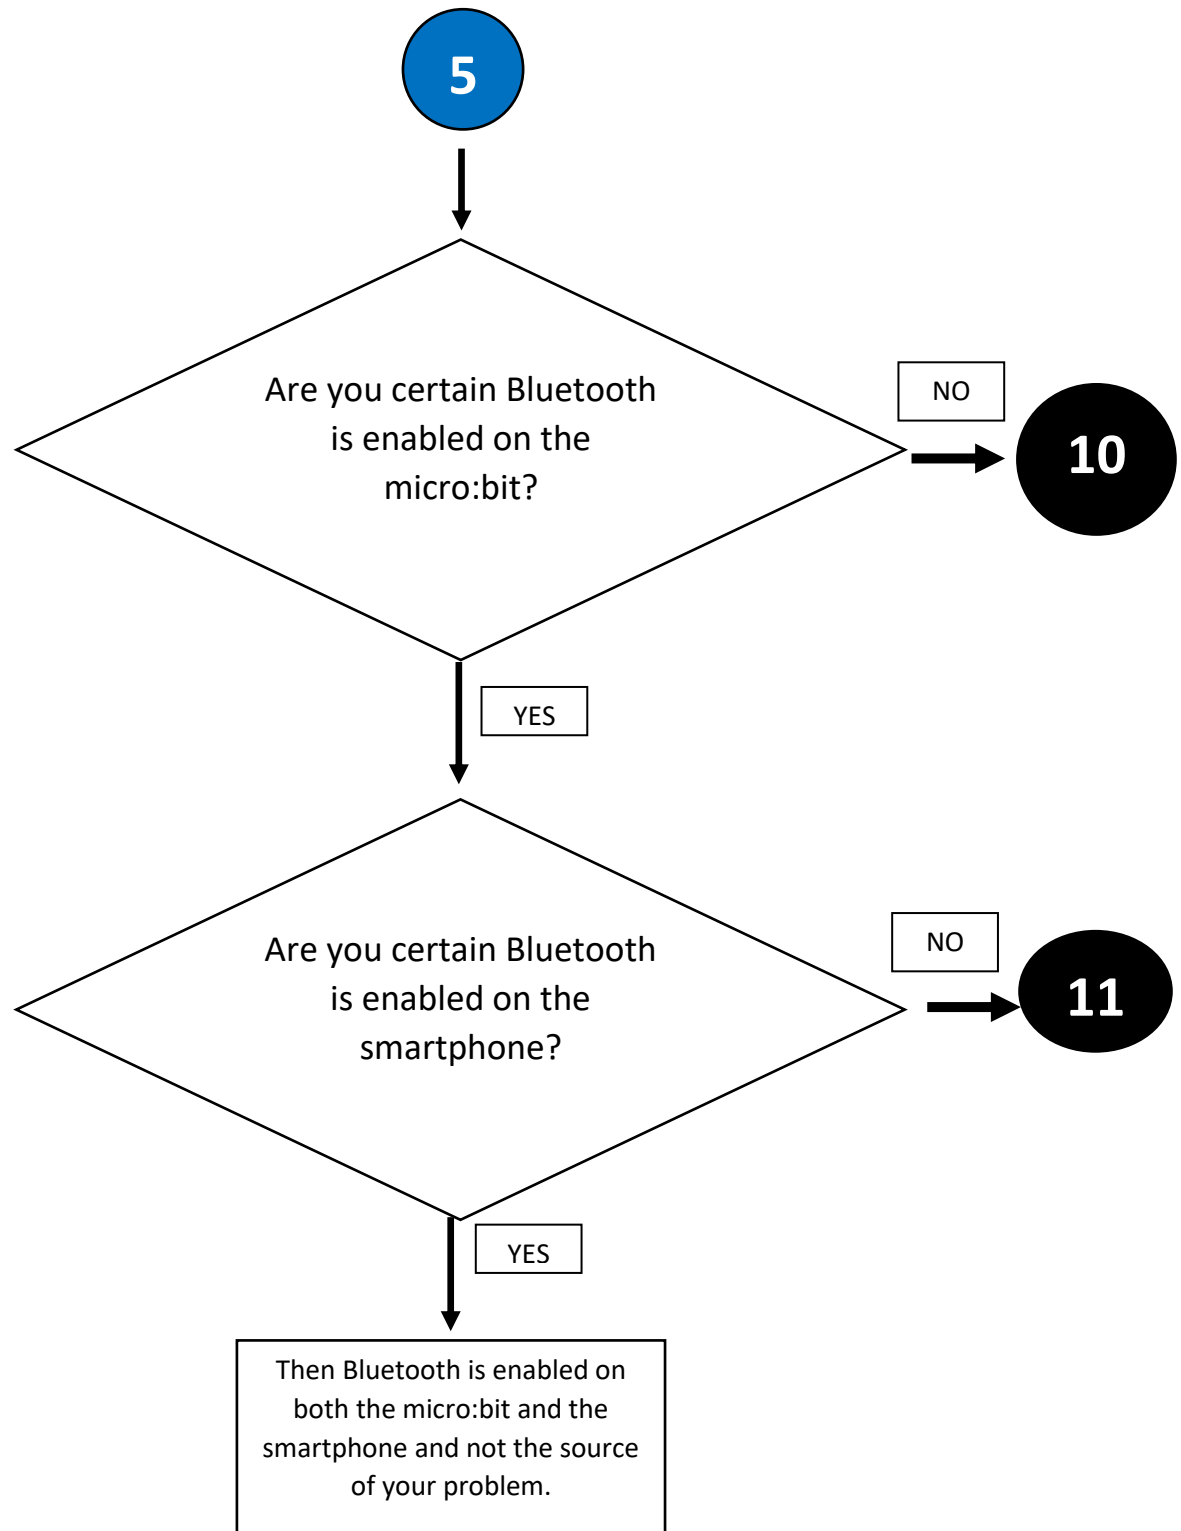 5
Are you certain Bluetooth
is enabled on the
micro:bit?
NO
10
YES
Are you certain Bluetooth
is enabled on the
smartphone?
NO
11
YES
Then Bluetooth is enabled on
both the micro:bit and the
smartphone and not the source
of your problem.